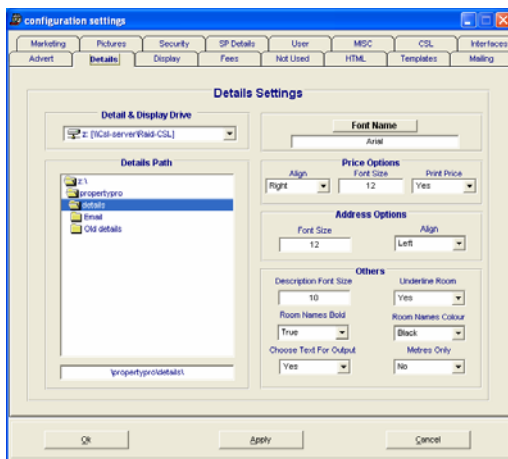 configuration settings
Marketing Pictures Security SP Details User MISC CSL Interfaces
Advert Details Display Fees Not Used HTML Templates Mailing
Details Settings
Detail & Display Drive
z: [\\Csl-server\Raid-CSL]
Details Path
z:\
propertypro
details
Email
Old details
\propertypro\details\
Font Name
Arial
Price Options
Align Font Size Print Price
Right 12 Yes
Address Options
Font Size Align
12 Left
Others
Description Font Size Underline Room
10 Yes
Room Names Bold Room Names Colour
True Black
Choose Text For Output Metres Only
Yes No
Ok Apply Cancel